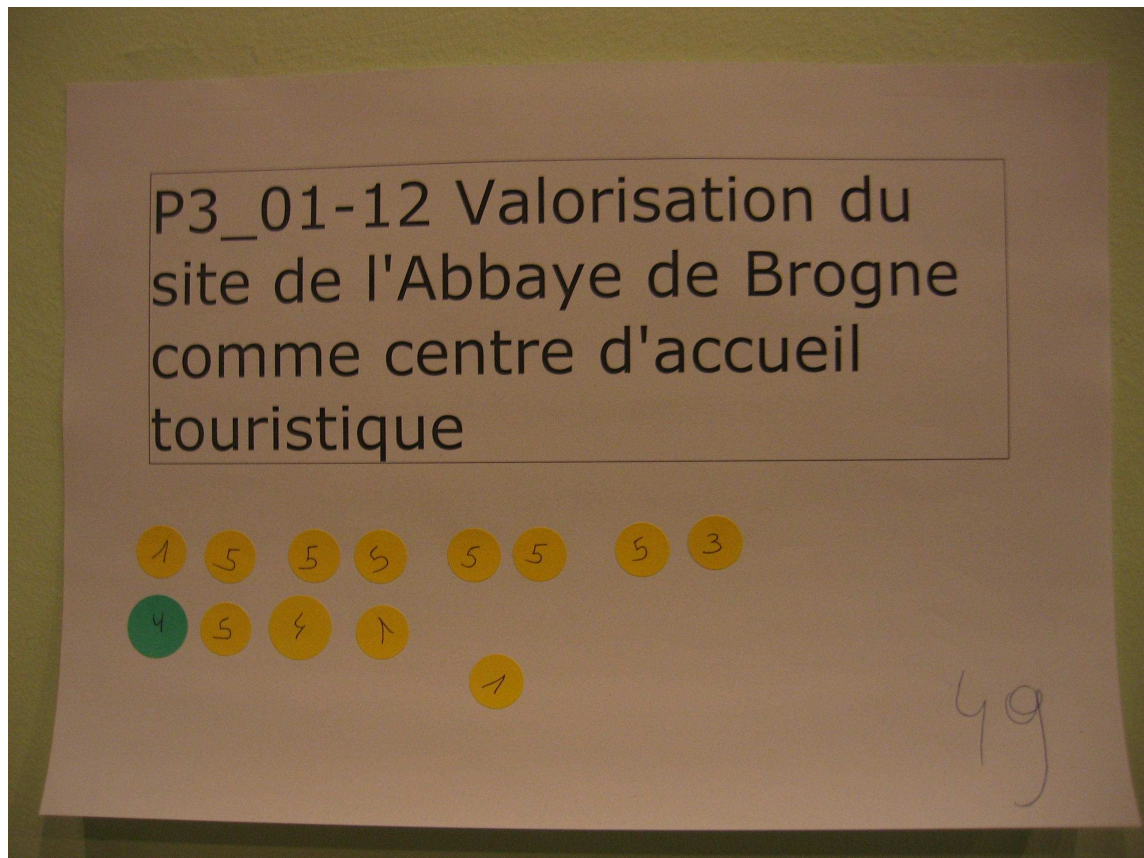 P3_01-12 Valorisation du
site de l'Abbaye de Brogne
comme centre d'accueil
touristique
1 5 5 5 5 5 5 3
4 5 4 1
1
49